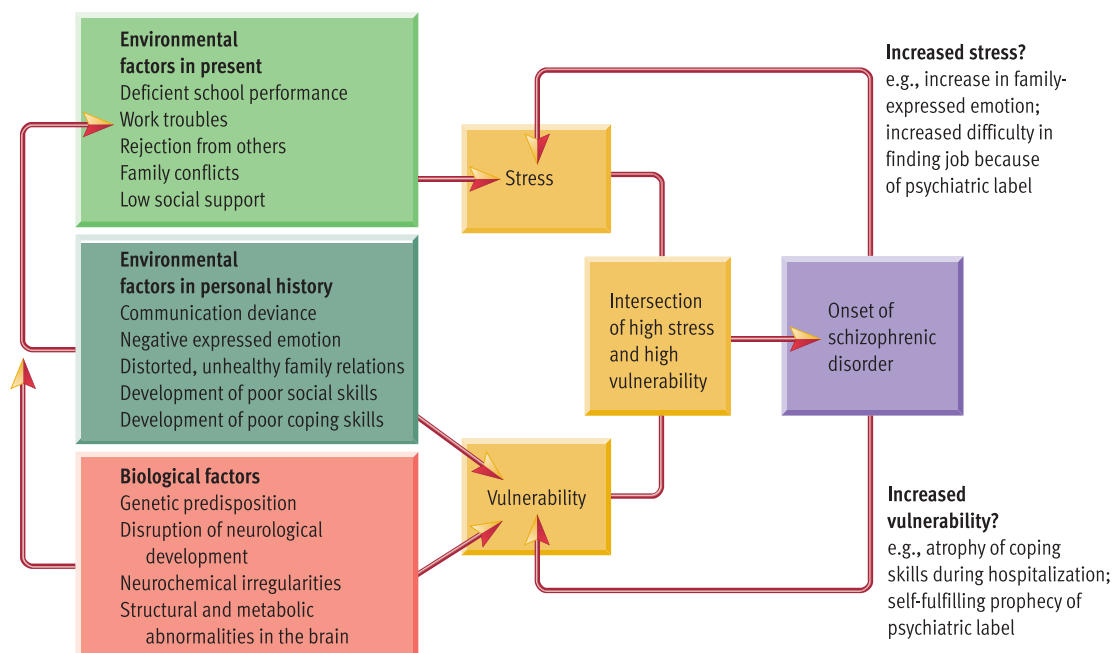 Environmental
factors in present
Deficient school performance
Work troubles
Rejection from others
Family conflicts
Low social support
Environmental
factors in personal history
Communication deviance
Negative expressed emotion
Distorted, unhealthy family relations
Development of poor social skills
Development of poor coping skills
Biological factors
Genetic predisposition
Disruption of neurological
development
Neurochemical irregularities
Structural and metabolic
abnormalities in the brain
Stress
Vulnerability
Intersection
of high stress
and high
vulnerability
Onset of
schizophrenic
disorder
Increased stress?
e.g., increase in family-
expressed emotion;
increased difficulty in
finding job because
of psychiatric label
Increased
vulnerability?
e.g., atrophy of coping
skills during hospitalization;
self-fulfilling prophecy of
psychiatric label